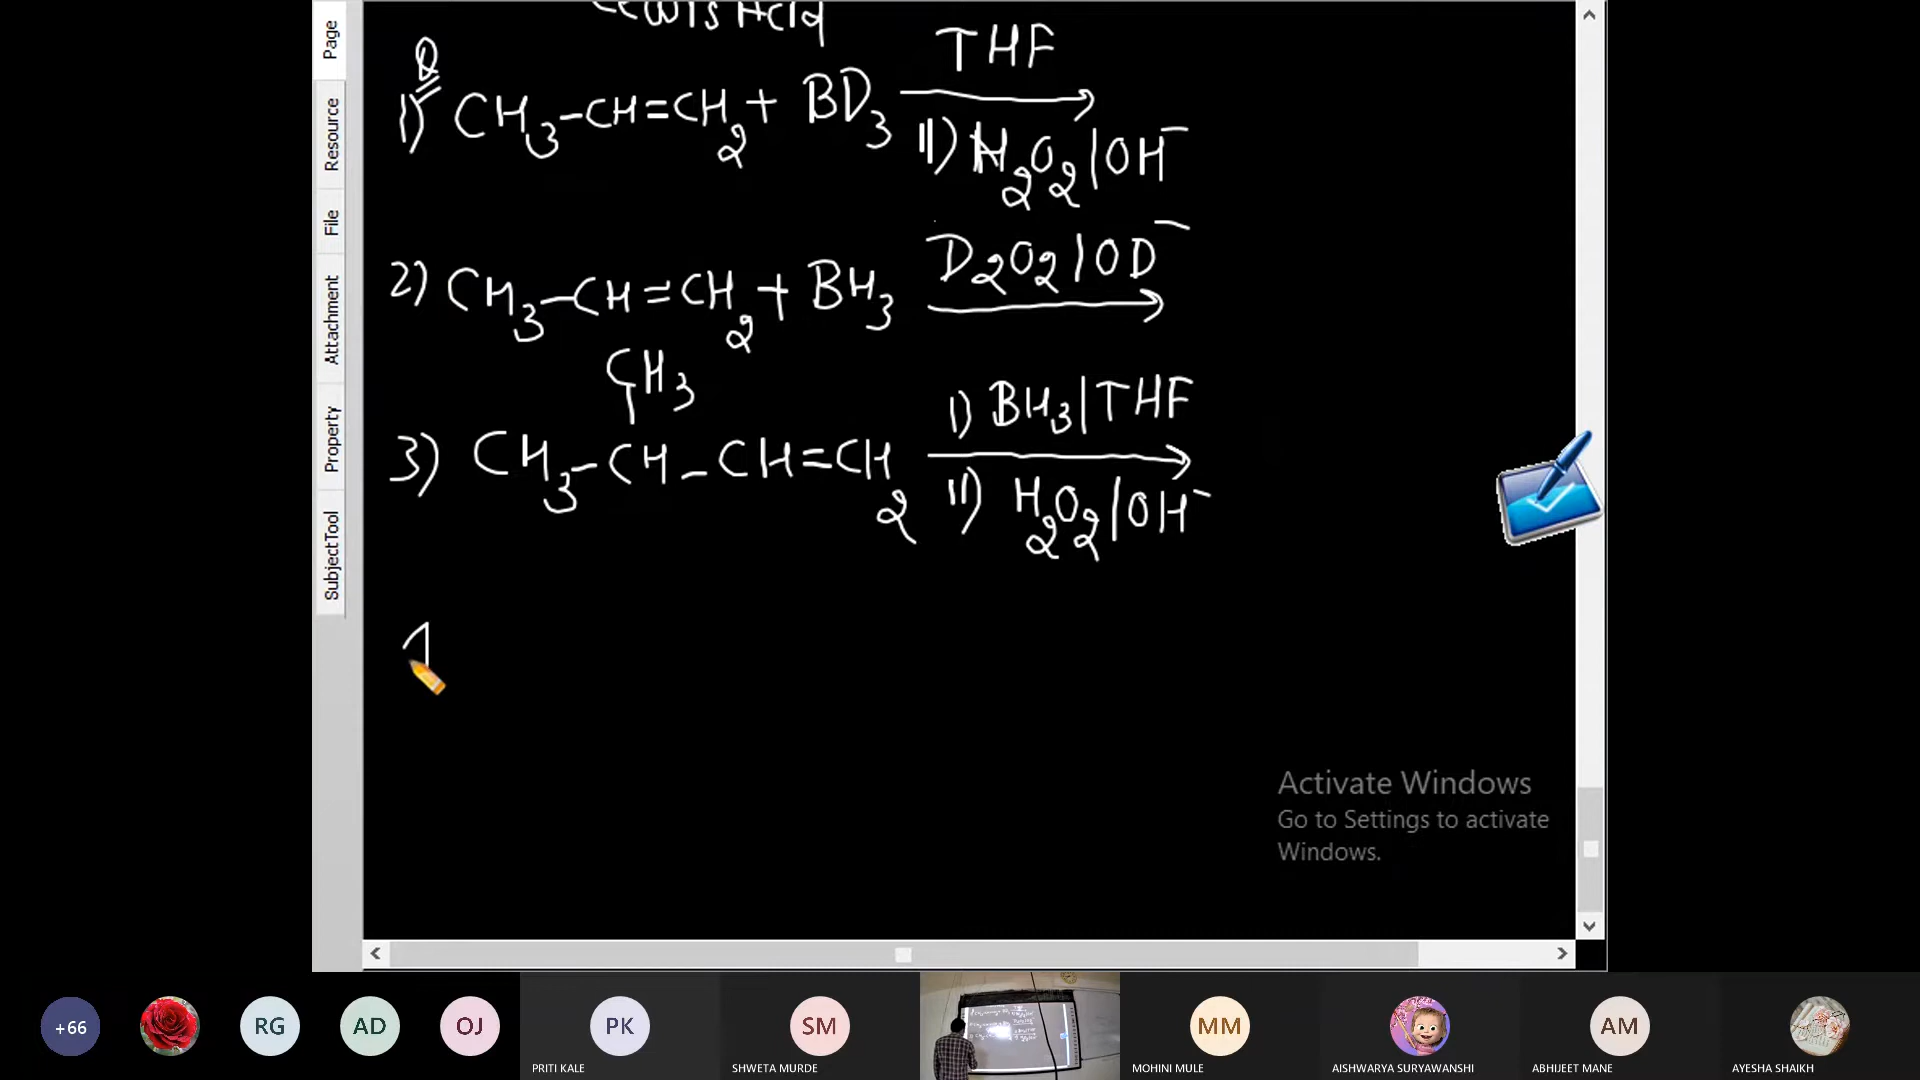 Lewis Acid
Q
1) CH3-CH=CH2 + BD3 THF
II) H2O2/OH-
2) CH3-CH=CH2 + BH3 D2O2/OD-
CH3
3) CH3-CH-CH=CH2 I) BH3/THF
II) H2O2/OH-
Page
Resource
File
Attachment
Property
SubjectTool
Activate Windows
Go to Settings to activate
Windows.
+66
RG
AD
OJ
PK
PRITI KALE
SM
SHWETA MURDE
MM
MOHINI MULE
AISHWARYA SURYAWANSHI
AM
ABHIJEET MANE
AYESHA SHAIKH